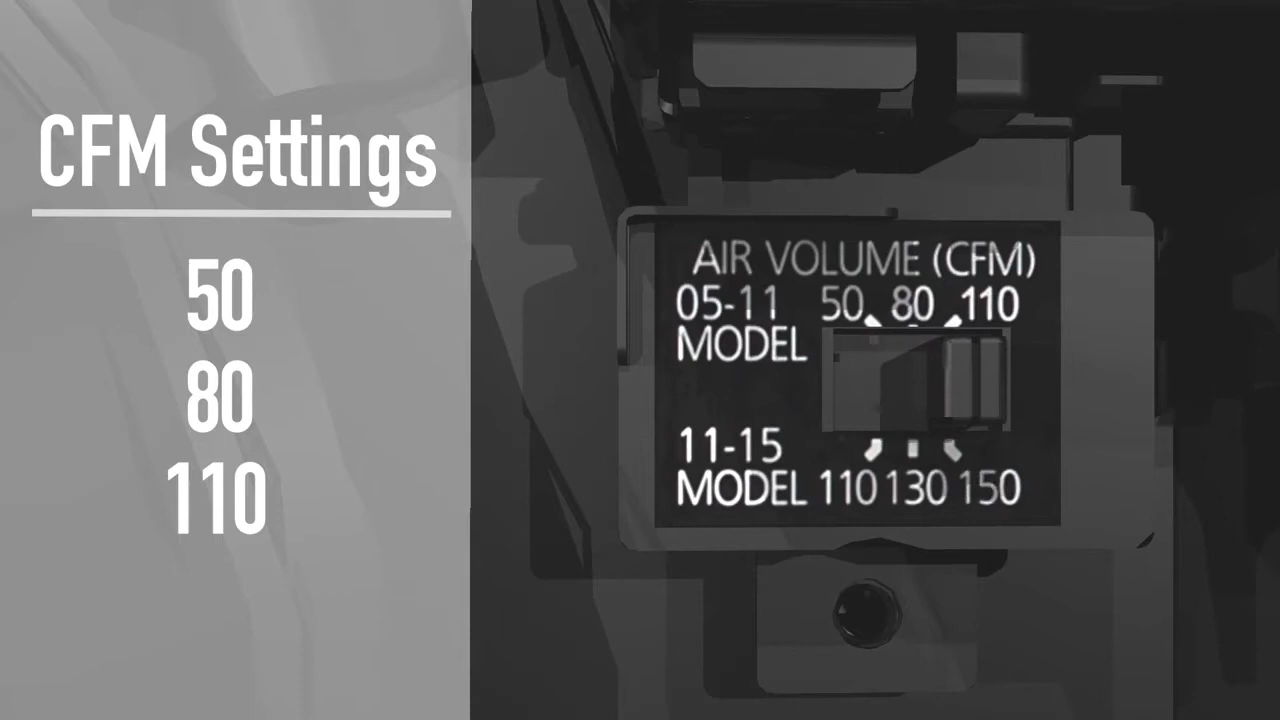 CFM Settings
50
80
110
AIR VOLUME (CFM)
05-11 50 80 110
MODEL
11-15
MODEL 110 130 150